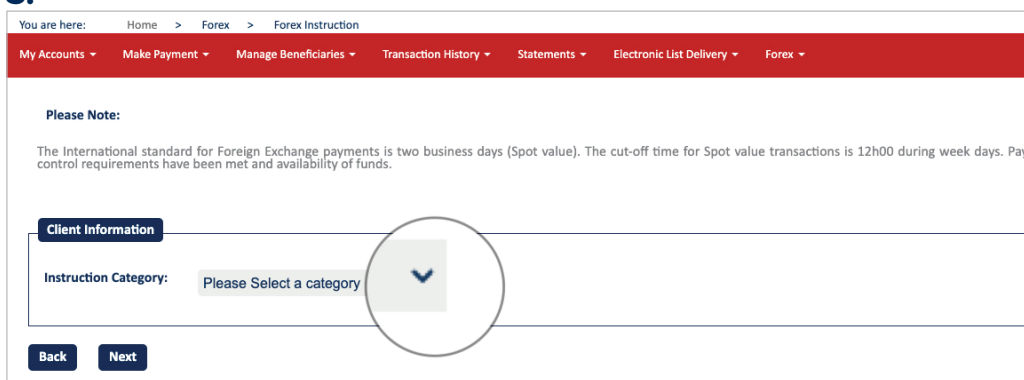 You are here: Home > Forex > Forex Instruction
My Accounts Make Payment Manage Beneficiaries Transaction History Statements Electronic List Delivery Forex
Please Note:
The International standard for Foreign Exchange payments is two business days (Spot value). The cut-off time for Spot value transactions is 12h00 during week days.
control requirements have been met and availability of funds.
Client Information
Instruction Category: Please Select a category
Back Next